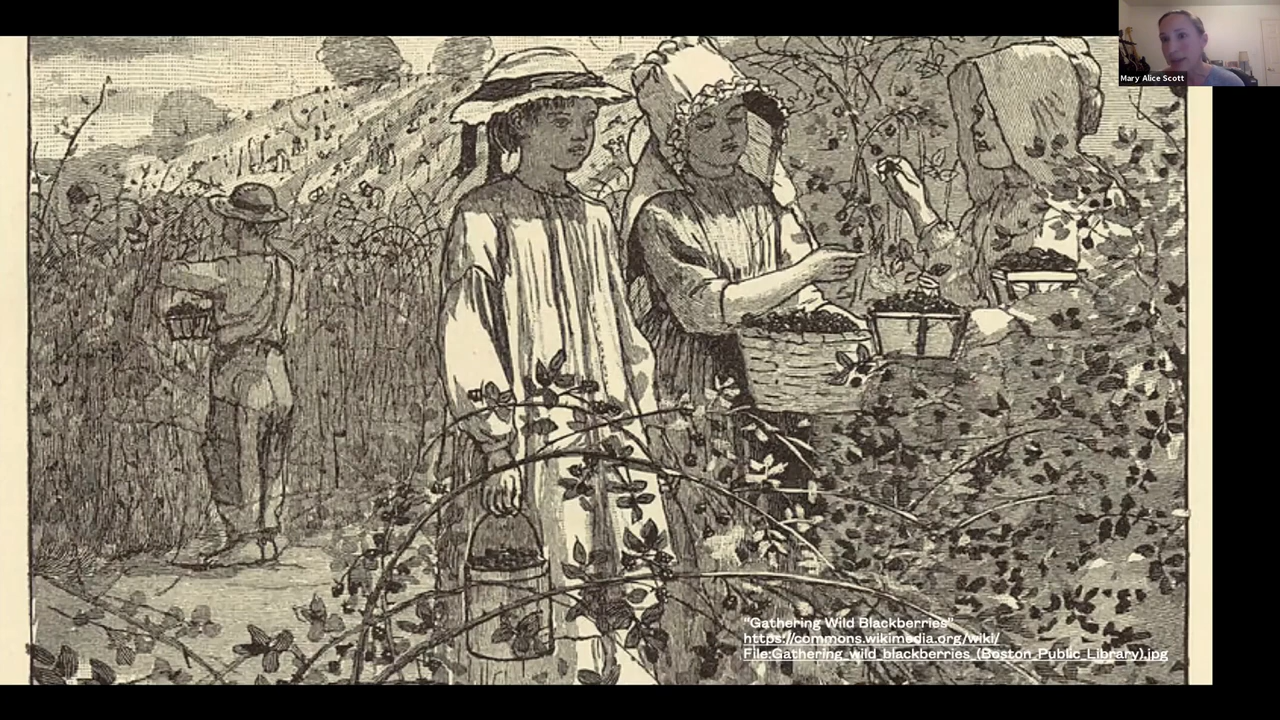 Mary Alice Scott
"Gathering Wild Blackberries"
https://commons.wikimedia.org/wiki/
File:Gathering_wild_blackberries_(Boston_Public_Library).jpg